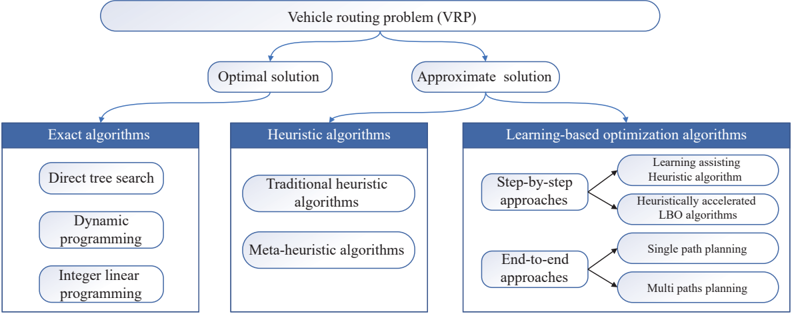 Vehicle routing problem (VRP)
Optimal solution
Approximate solution
Exact algorithms
Direct tree search
Dynamic
programming
Integer linear
programming
Heuristic algorithms
Traditional heuristic
algorithms
Meta-heuristic algorithms
Learning-based optimization algorithms
Step-by-step
approaches
Learning assisting
Heuristic algorithm
Heuristically accelerated
LBO algorithms
End-to-end
approaches
Single path planning
Multi paths planning